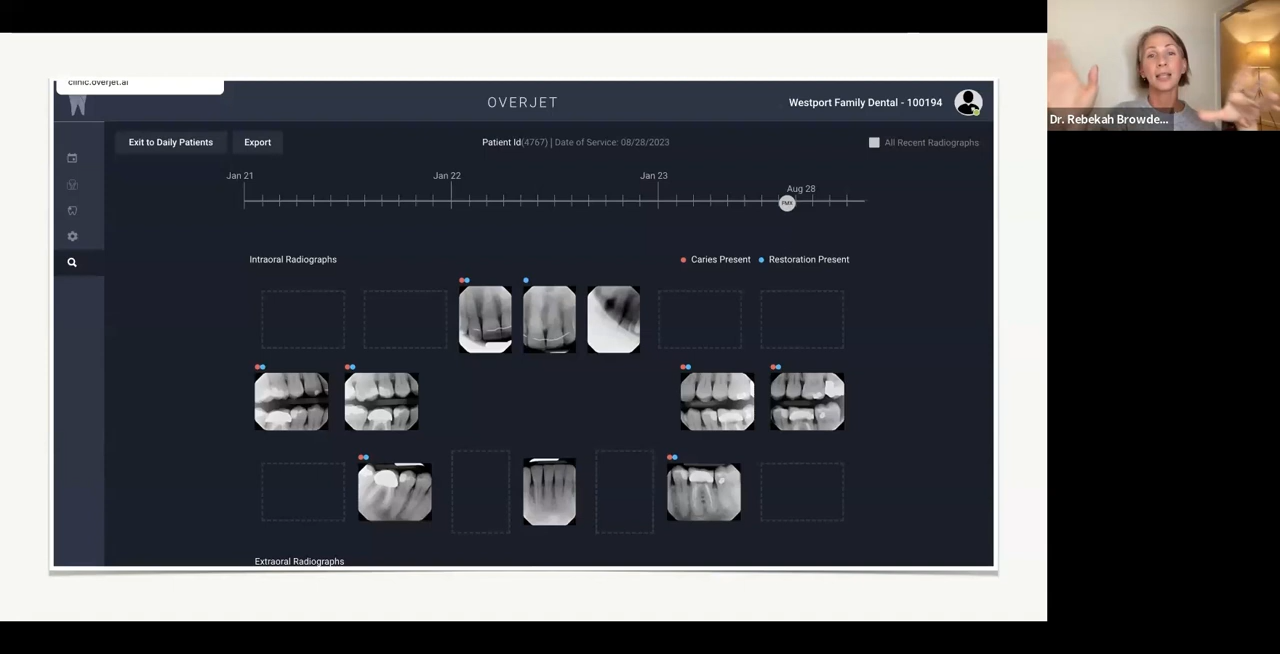 clinic.overjet.ai
OVERJET
Westport Family Dental - 100194
Exit to Daily Patients
Export
Patient Id(4767) | Date of Service: 08/28/2023
All Recent Radiographs
Jan 21
Jan 22
Jan 23
Aug 28
FMX
Intraoral Radiographs
Caries Present
Restoration Present
Extraoral Radiographs
Dr. Rebekah Browde...